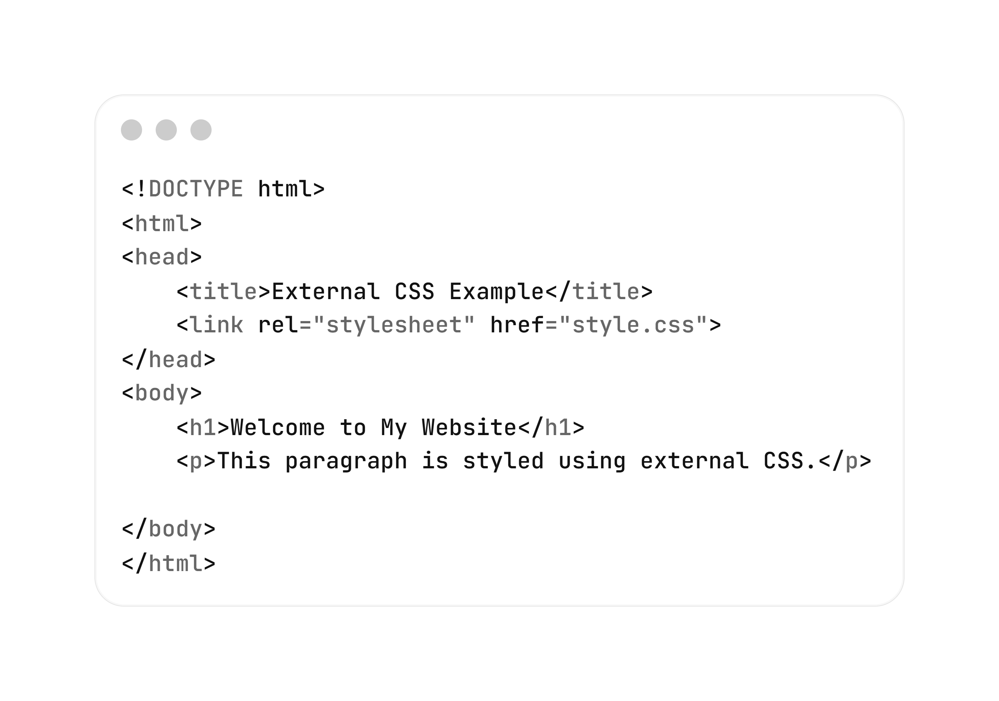 <!DOCTYPE html>
<html>
<head>
    <title>External CSS Example</title>
    <link rel="stylesheet" href="style.css">
</head>
<body>
    <h1>Welcome to My Website</h1>
    <p>This paragraph is styled using external CSS.</p>

</body>
</html>